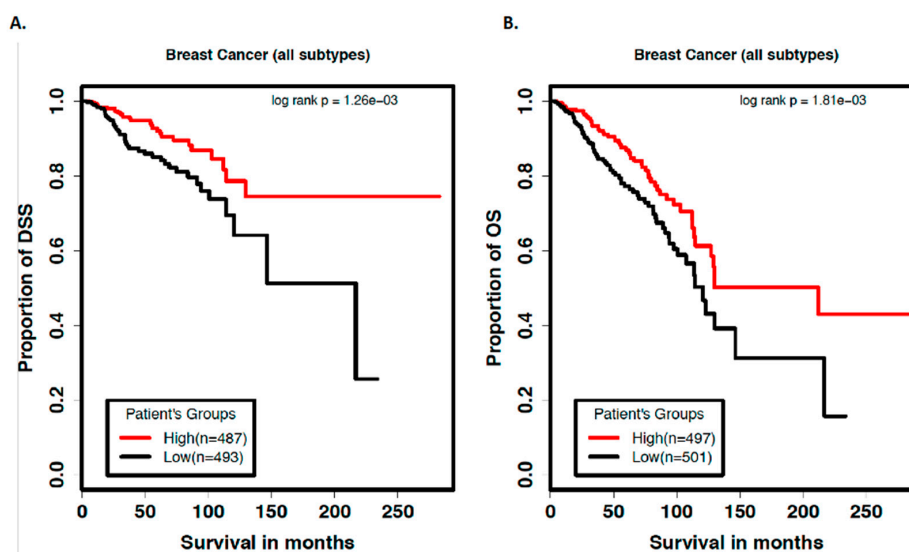 A.
Breast Cancer (all subtypes)
log rank p = 1.26e−03
Proportion of DSS
1.0
0.8
0.6
0.4
0.2
0.0
Patient's Groups
High(n=487)
Low(n=493)
0 50 100 150 200 250
Survival in months
B.
Breast Cancer (all subtypes)
log rank p = 1.81e−03
Proportion of OS
1.0
0.8
0.6
0.4
0.2
0.0
Patient's Groups
High(n=497)
Low(n=501)
0 50 100 150 200 250
Survival in months